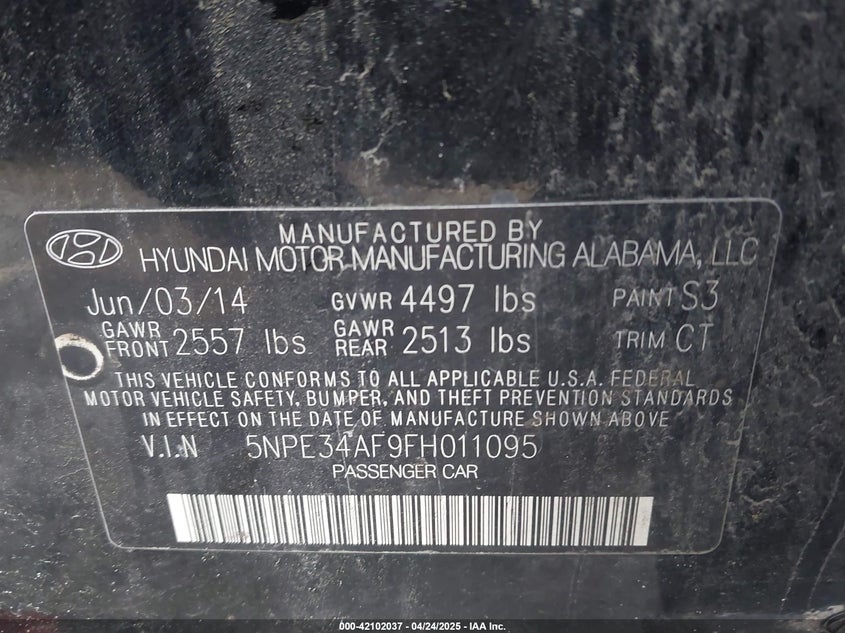 MANUFACTURED BY
HYUNDAI MOTOR MANUFACTURING ALABAMA, LLC
Jun/03/14 GVWR 4497 lbs PAINT S3
GAWR FRONT 2557 lbs GAWR REAR 2513 lbs TRIM CT
THIS VEHICLE CONFORMS TO ALL APPLICABLE U.S.A. FEDERAL
MOTOR VEHICLE SAFETY, BUMPER, AND THEFT PREVENTION STANDARDS
IN EFFECT ON THE DATE OF MANUFACTURE SHOWN ABOVE
V.I.N 5NPE34AF9FH011095
PASSENGER CAR
000-42102037 - 04/24/2025 - IAA Inc.